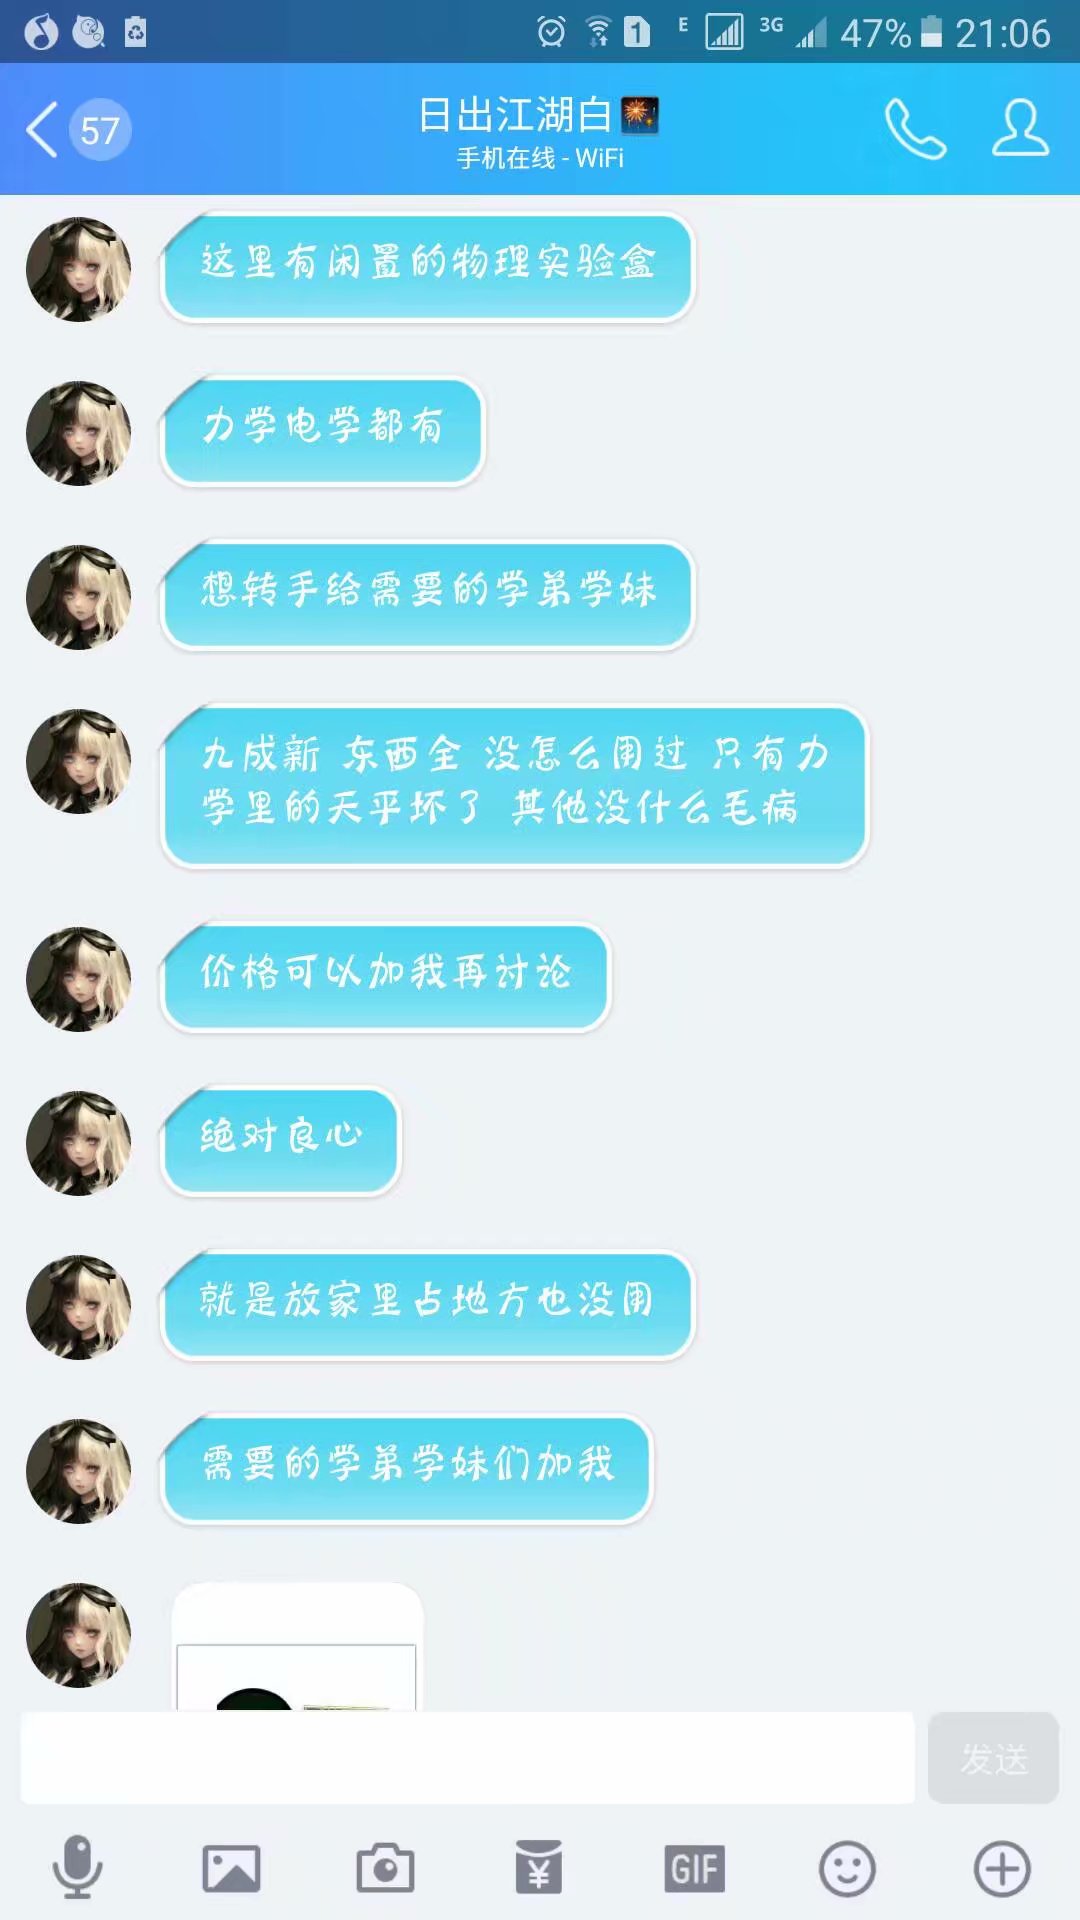 1 E 3G 47% 21:06
57
日出江湖白
手机在线 - WiFi
这里有闲置的物理实验盒
力学电学都有
想转手给需要的学弟学妹
九成新 东西全 没怎么用过 只有力
学里的天平坏了 其他没什么毛病
价格可以加我再讨论
绝对良心
就是放家里占地方也没用
需要的学弟学妹们加我
发送
¥
GIF